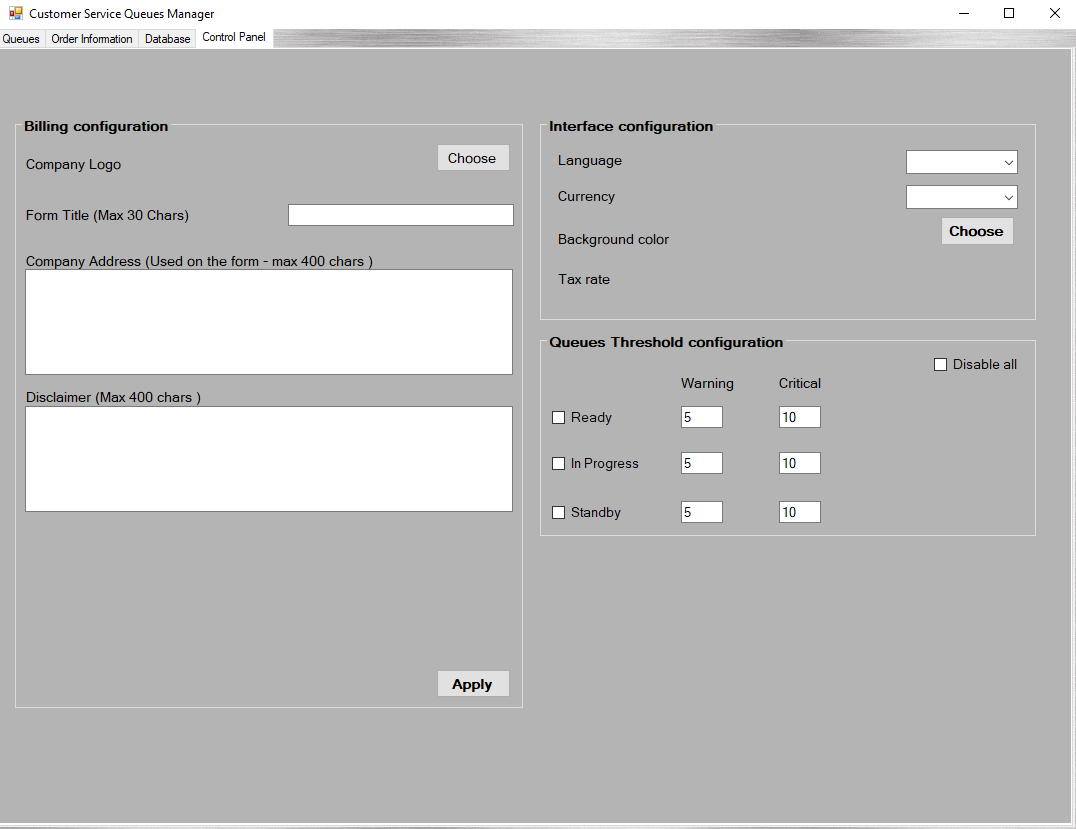 Customer Service Queues Manager
Queues Order Information Database Control Panel
Billing configuration
Company Logo Choose
Form Title (Max 30 Chars)
Company Address (Used on the form - max 400 chars )
Disclaimer (Max 400 chars )
Apply
Interface configuration
Language
Currency
Background color Choose
Tax rate
Queues Threshold configuration
Disable all
Warning Critical
Ready 5 10
In Progress 5 10
Standby 5 10